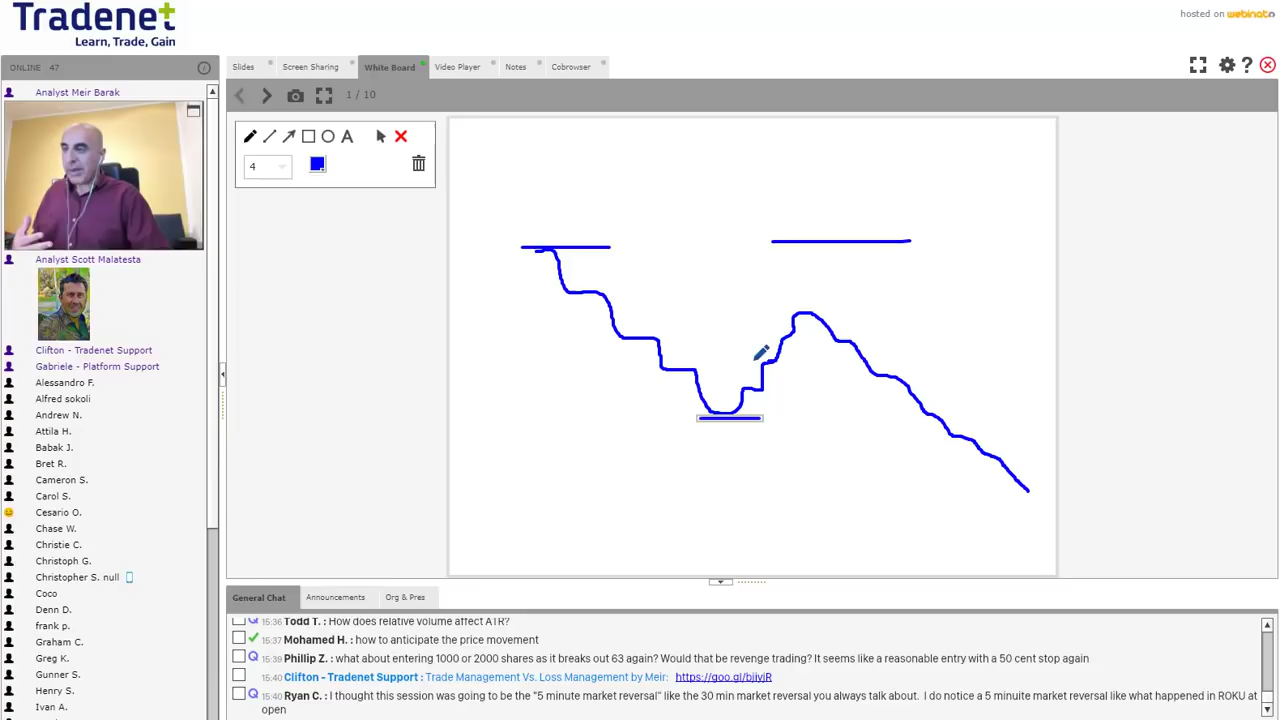 Tradenet
Learn, Trade, Gain
hosted on webinato
ONLINE 47
Slides
Screen Sharing
White Board
Video Player
Notes
Cobrowser
1 / 10
A
4
Analyst Meir Barak
Analyst Scott Malatesta
Clifton - Tradenet Support
Gabriele - Platform Support
Alessandro F.
Alfred sokoli
Andrew N.
Attila H.
Babak J.
Bret R.
Cameron S.
Carol S.
Cesario O.
Chase W.
Christie C.
Christoph G.
Christopher S. null
Coco
Denn D.
frank p.
Graham C.
Greg K.
Gunner S.
Henry S.
Ivan A.
General Chat
Announcements
Org & Pres
15:36 Todd T. : How does relative volume affect ATR?
15:37 Mohamed H. : how to anticipate the price movement
15:39 Phillip Z. : what about entering 1000 or 2000 shares as it breaks out 63 again? Would that be revenge trading? It seems like a reasonable entry with a 50 cent stop again
15:40 Clifton - Tradenet Support : Trade Management Vs. Loss Management by Meir:
15:40 Ryan C. : I thought this session was going to be the "5 minute market reversal" like the 30 min market reversal you always talk about. I do notice a 5 miniute market reversal like what happened in ROKU at
open